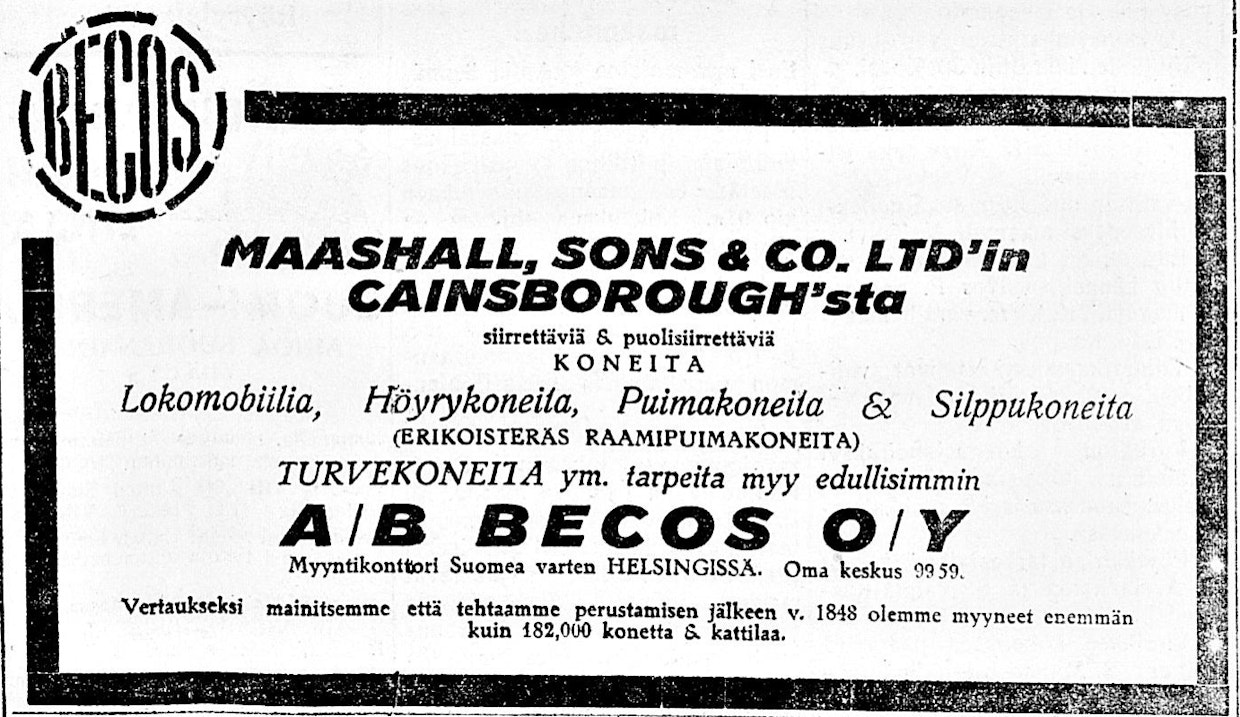 BECOS
MAASHALL, SONS & CO. LTD'in
CAINSBOROUGH'sta
siirrettäviä & puolisiirrettäviä
KONEITA
Lokomobiilia, Höyrykoneita, Puimakoneita & Silppukoneita
(ERIKOISTERÄS RAAMIPUIMAKONEITA)
TURVEKONEITA ym. tarpeita myy edullisimmin
A/B BECOS O/Y
Myyntikonttori Suomea varten HELSINGISSÄ. Oma keskus 9959.
Vertaukseksi mainitsemme että tehtaamme perustamisen jälkeen v. 1848 olemme myyneet enemmän
kuin 182,000 konetta & kattilaa.